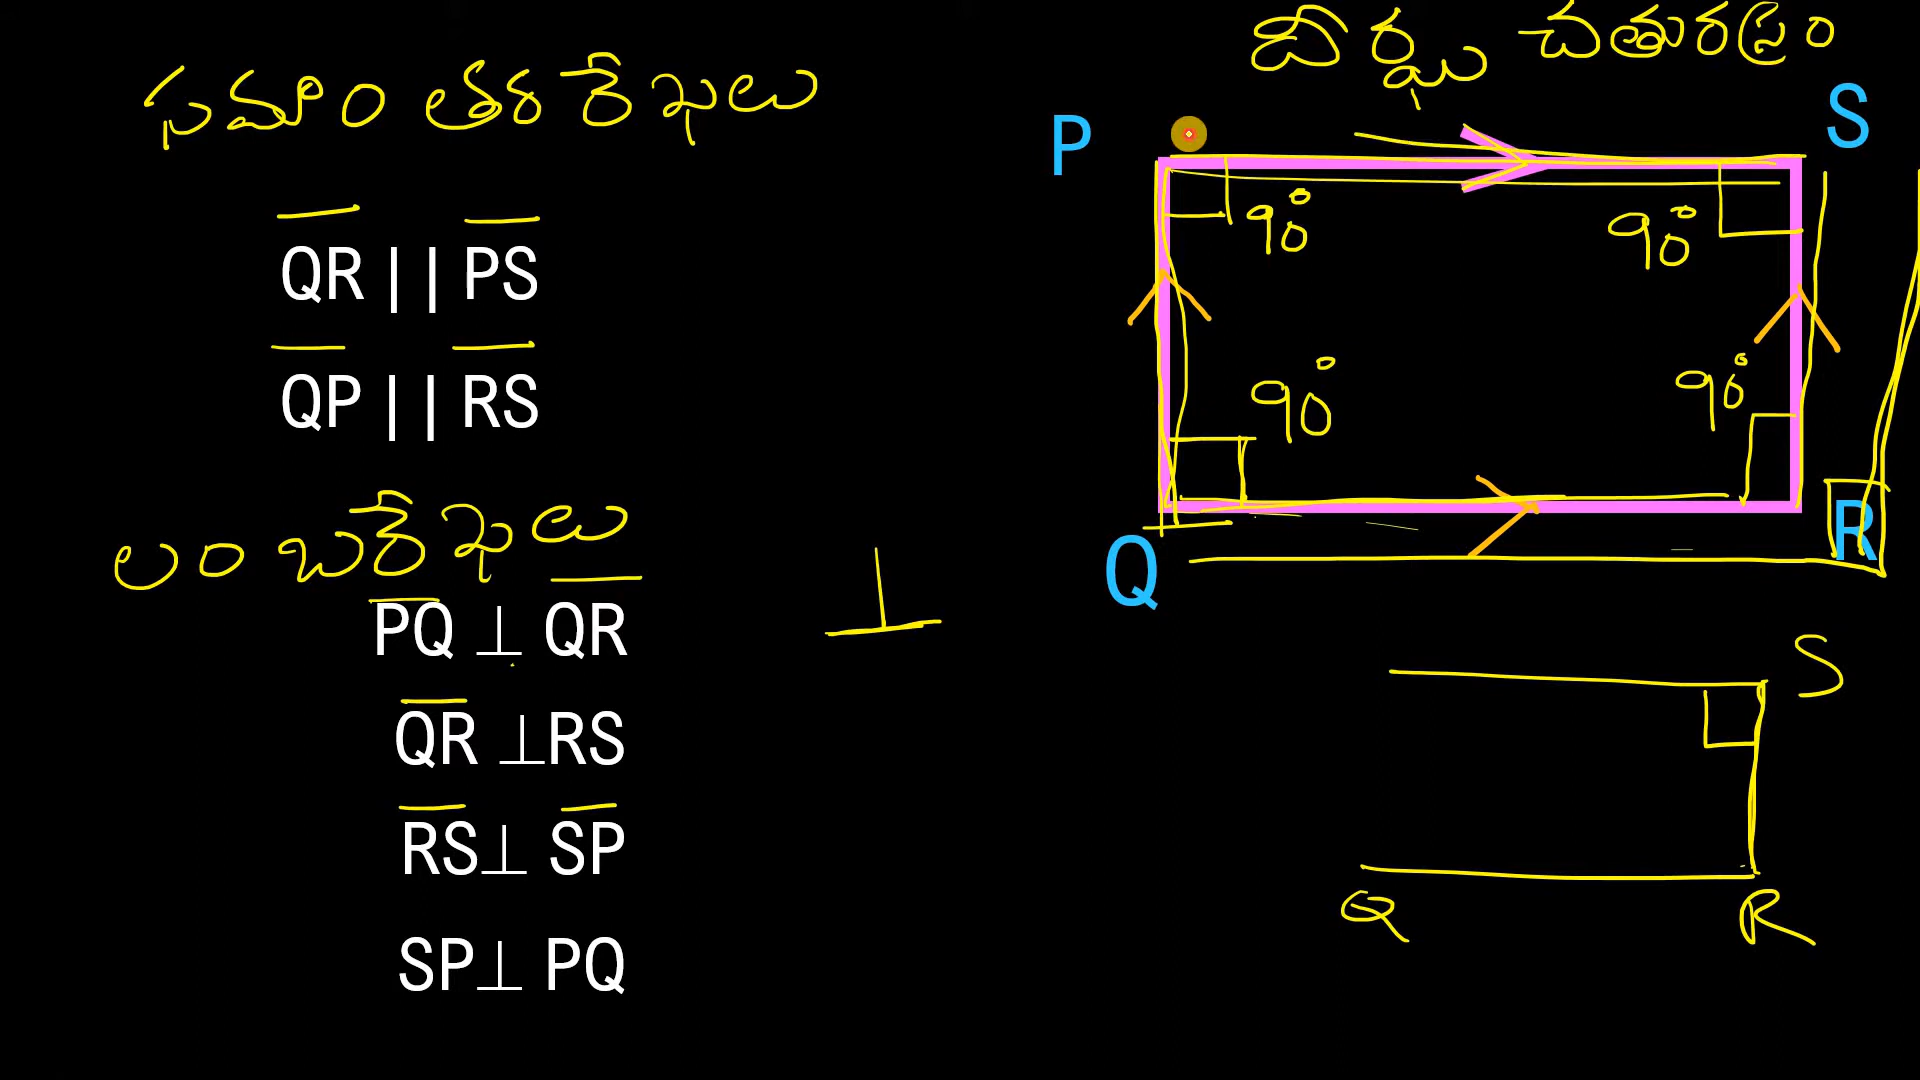 దీర్ఘ చతురస్రం
సమాంతర రేఖలు
P
S
QR || PS
90°
90°
QP || RS
90°
90°
లంబ రేఖలు
Q
R
PQ ⊥ QR
⊥
QR ⊥RS
S
RS⊥ SP
Q
R
SP⊥ PQ